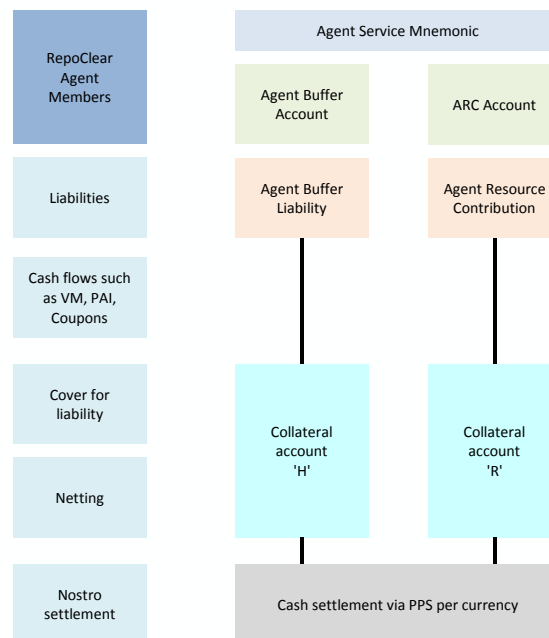 RepoClear
Agent
Members
Agent Service Mnemonic
Agent Buffer
Account
ARC Account
Liabilities
Agent Buffer
Liability
Agent Resource
Contribution
Cash flows such
as VM, PAI,
Coupons
Cover for
liability
Collateral
account
'H'
Collateral
account
'R'
Netting
Nostro
settlement
Cash settlement via PPS per currency